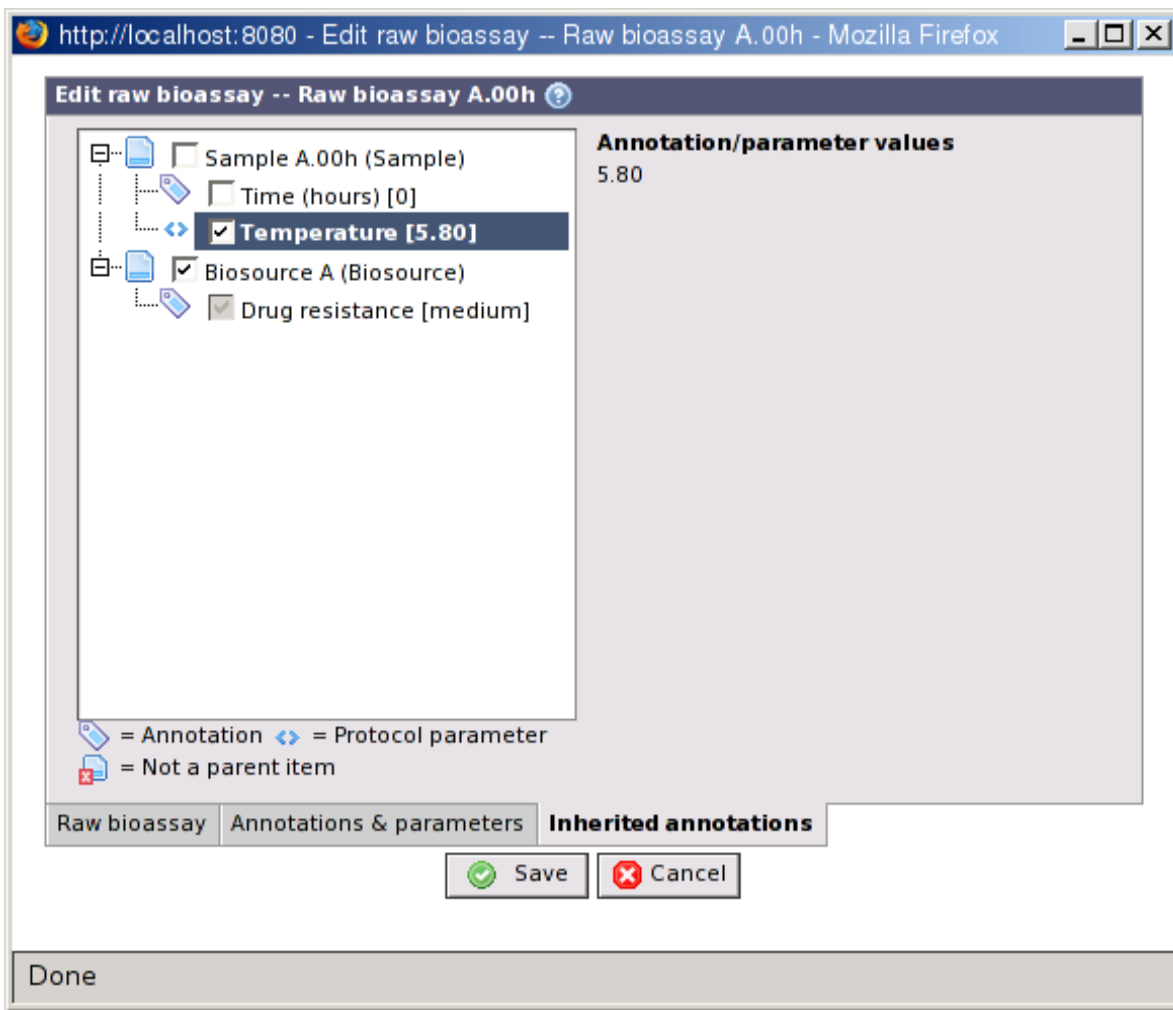 http://localhost:8080 - Edit raw bioassay -- Raw bioassay A.00h - Mozilla Firefox
Edit raw bioassay -- Raw bioassay A.00h ?
Sample A.00h (Sample)
Time (hours) [0]
Temperature [5.80]
Biosource A (Biosource)
Drug resistance [medium]
Annotation/parameter values
5.80
= Annotation <> = Protocol parameter
= Not a parent item
Raw bioassay Annotations & parameters Inherited annotations
Save Cancel
Done